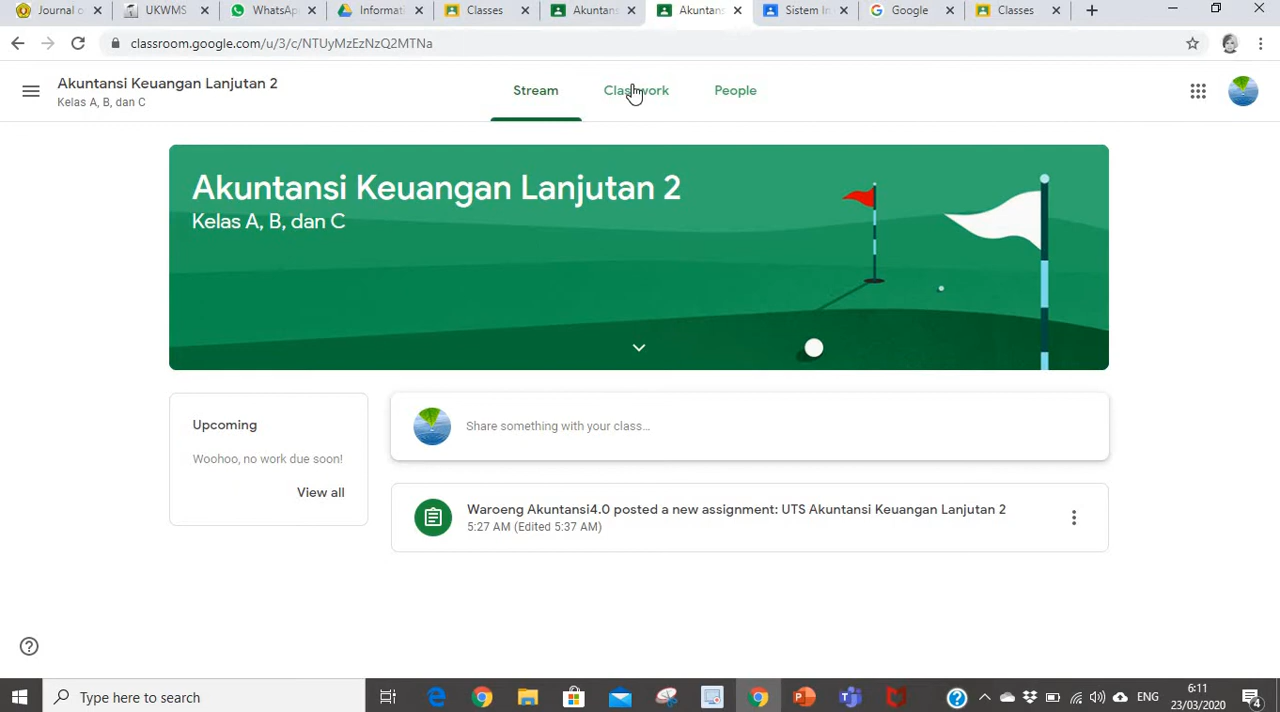 Journal o
UKWMS
WhatsAp
Informati
Classes
Akuntans
Akuntans
Sistem In
Google
Classes
classroom.google.com/u/3/c/NTUyMzEzNzQ2MTNa
Akuntansi Keuangan Lanjutan 2
Kelas A, B, dan C
Stream
Classwork
People
Akuntansi Keuangan Lanjutan 2
Kelas A, B, dan C
Upcoming
Woohoo, no work due soon!
View all
Share something with your class...
Waroeng Akuntansi4.0 posted a new assignment: UTS Akuntansi Keuangan Lanjutan 2
5:27 AM (Edited 5:37 AM)
Type here to search
ENG
6:11
23/03/2020
4